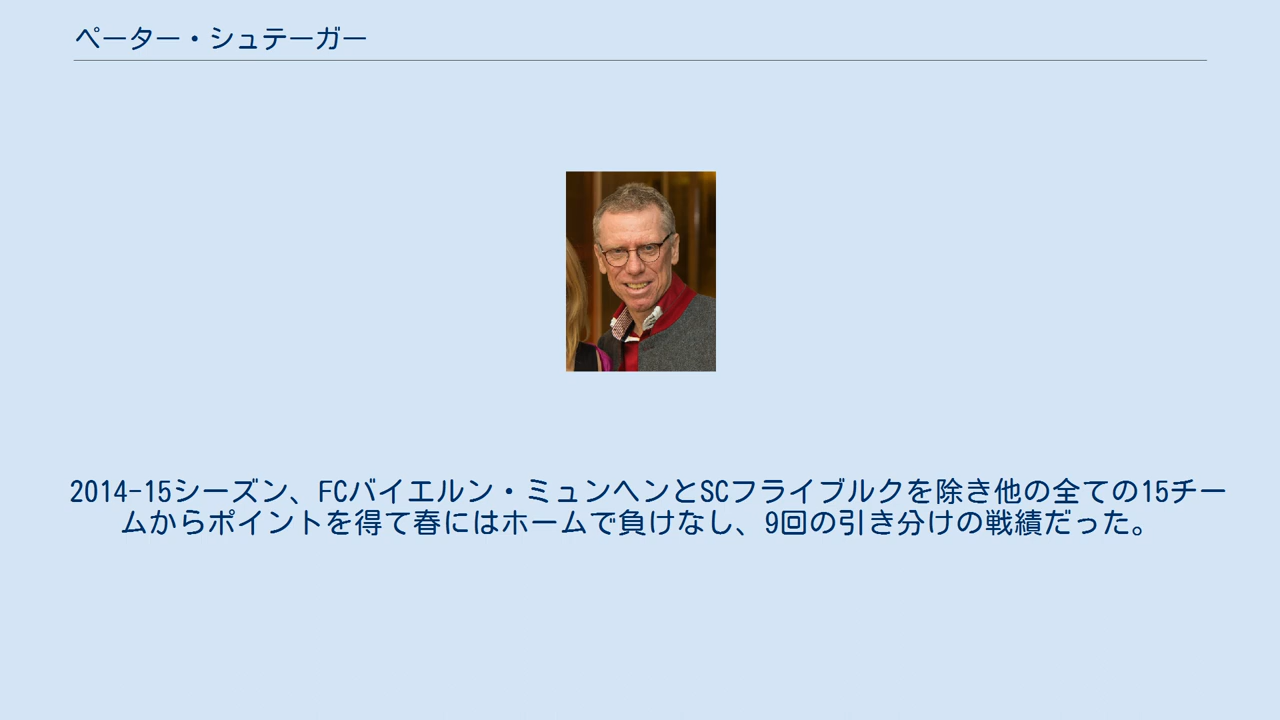 ペーター・シュテーガー
2014-15シーズン、FCバイエルン・ミュンヘンとSCフライブルクを除き他の全ての15チー
ムからポイントを得て春にはホームで負けなし、9回の引き分けの戦績だった。